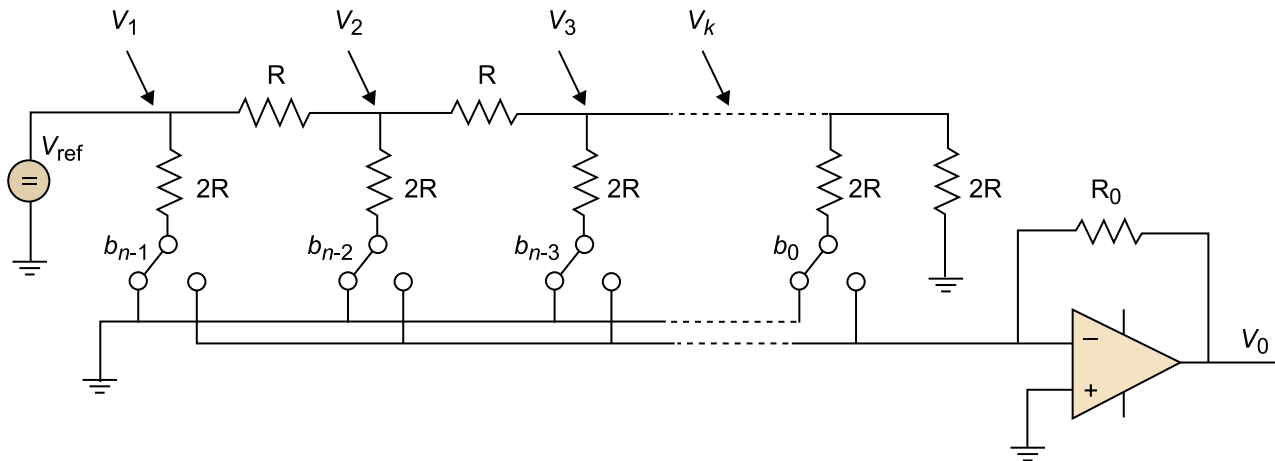 V1 V2 V3 Vk
R R
Vref
=
2R 2R 2R 2R 2R
R0
bn-1 bn-2 bn-3 b0
−
+
V0